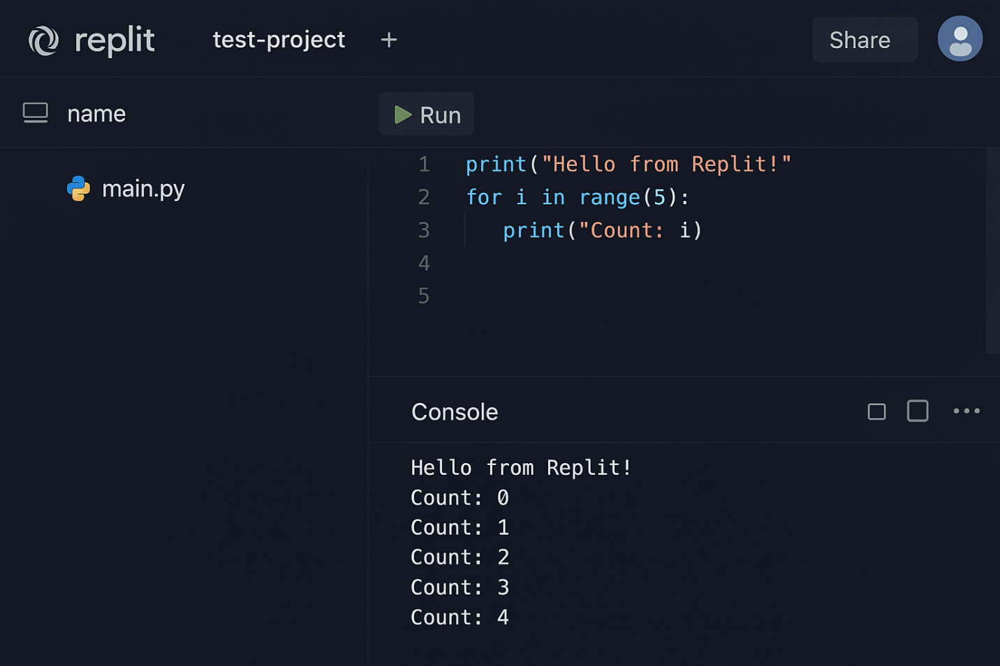 replit
test-project +
Share
name
Run
main.py
1 print("Hello from Replit!"
2 for i in range(5):
3    print("Count: i)
4
5
Console
Hello from Replit!
Count: 0
Count: 1
Count: 2
Count: 3
Count: 4